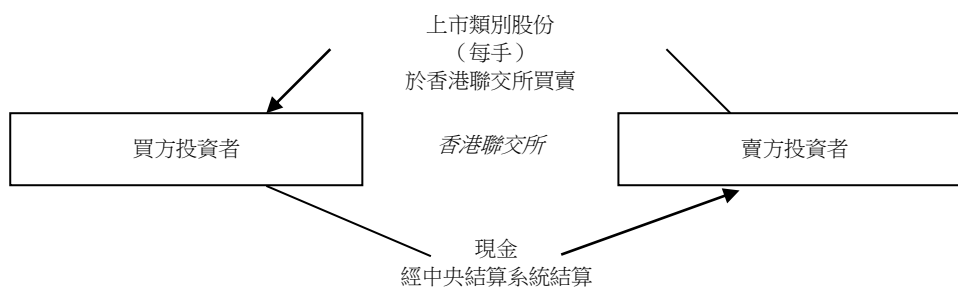 上市類別股份
（每手）
於香港聯交所買賣
買方投資者
香港聯交所
賣方投資者
現金
經中央結算系統結算